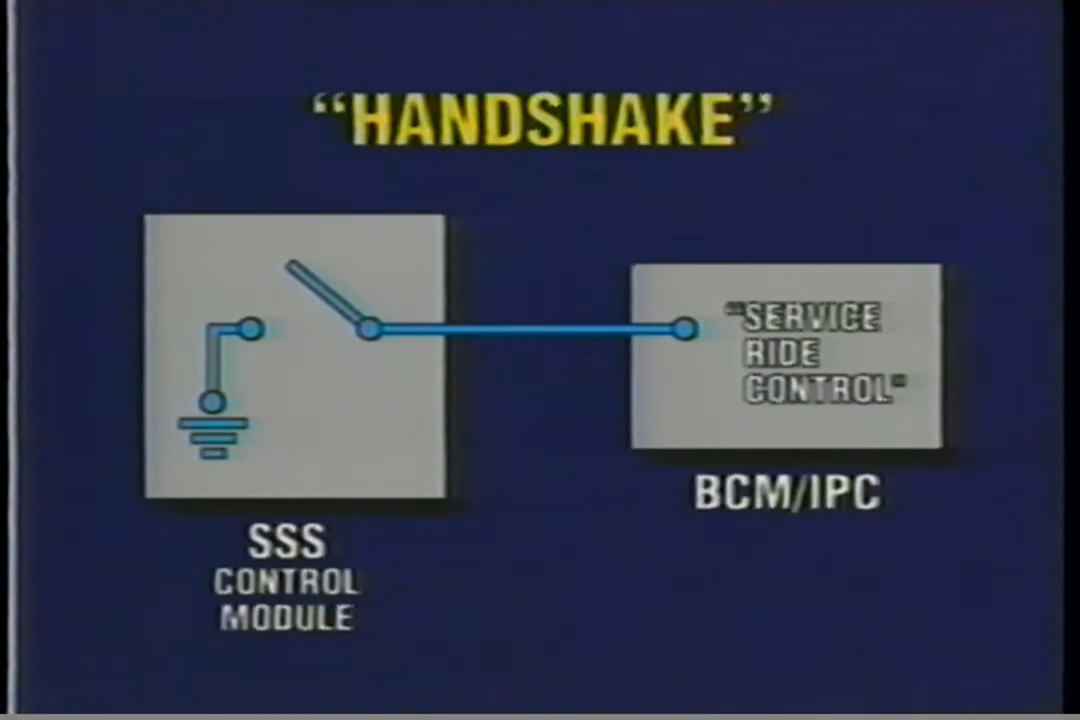 “HANDSHAKE”
“SERVICE
RIDE
CONTROL”
BCM/IPC
SSS
CONTROL
MODULE